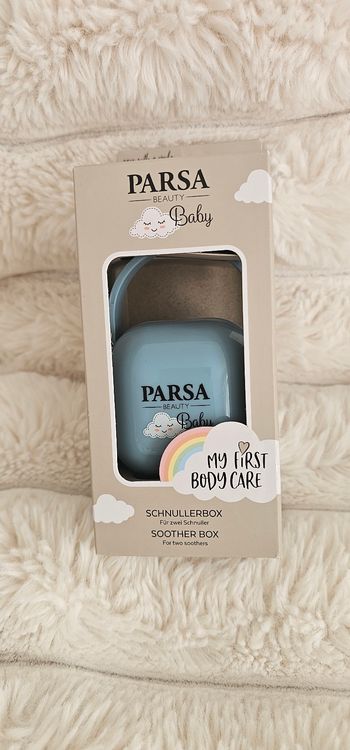 PARSA
BEAUTY
Baby
PARSA
BEAUTY
Baby
MY FiRST
BODY CARE
SCHNULLERBOX
Für zwei Schnuller
SOOTHER BOX
For two soothers